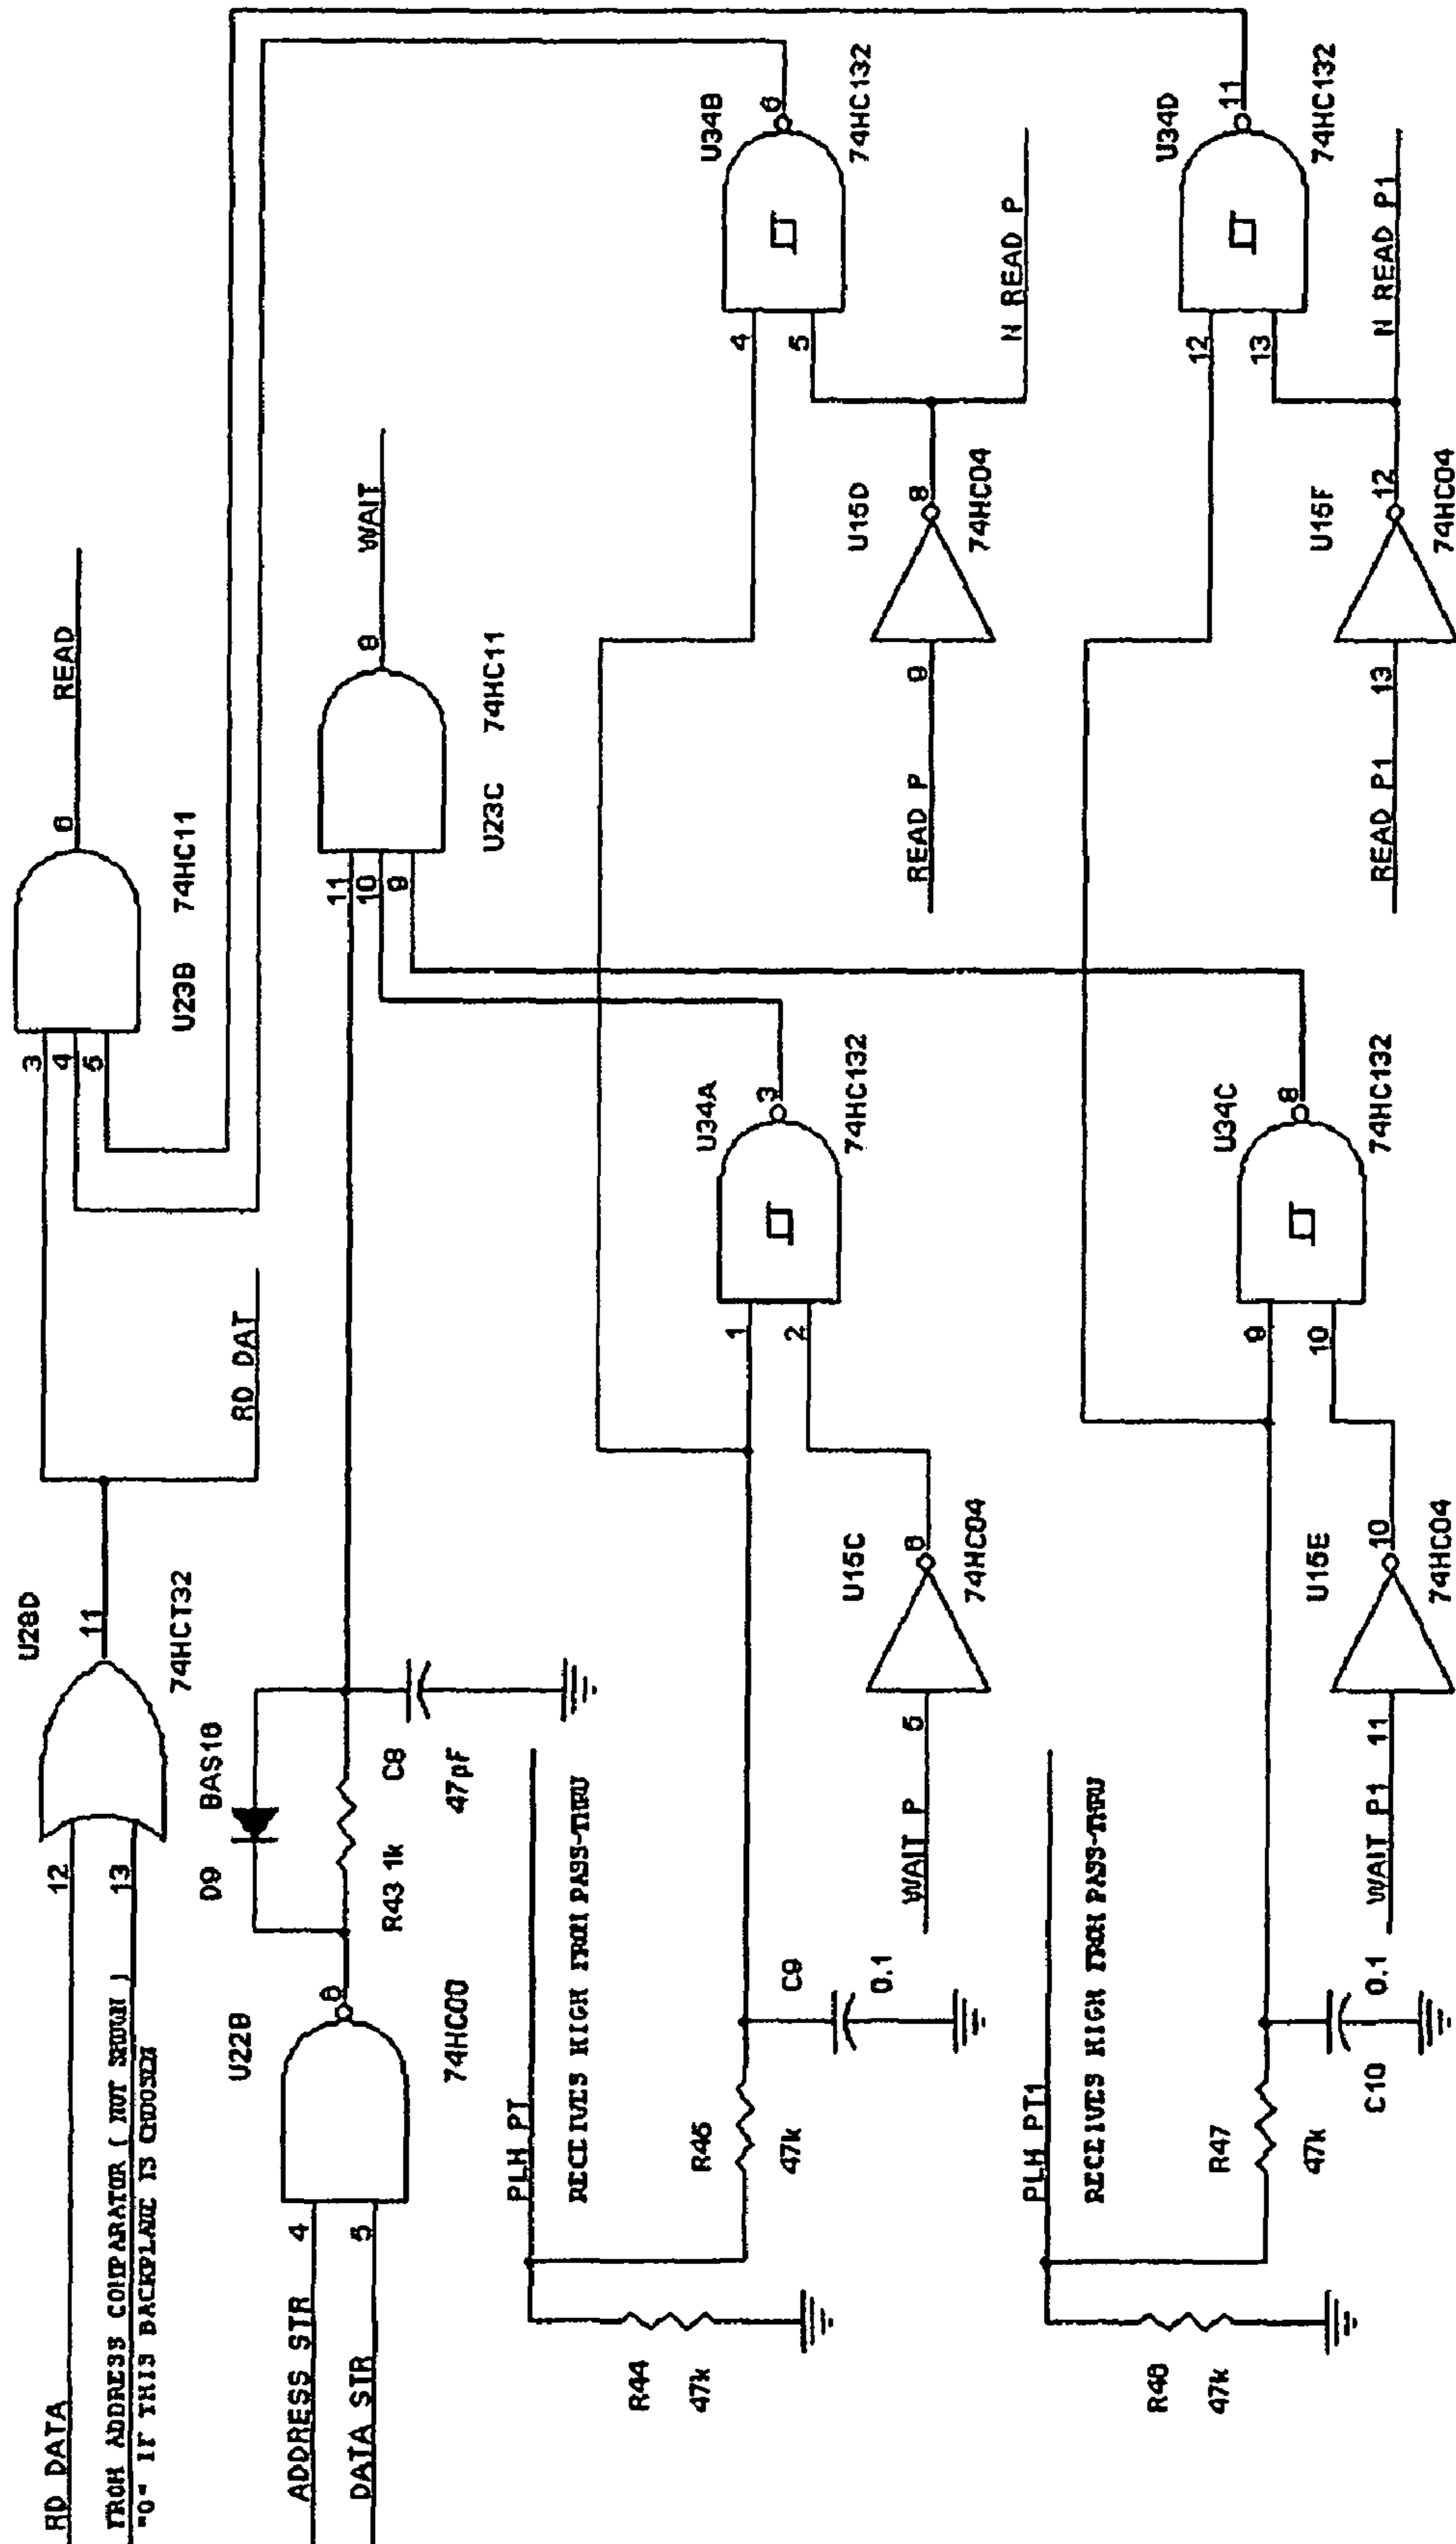 RD DATA
12
FROM ADDRESS COMPARATOR ( NOT SHOWN )
13
"0" IF THIS BACKPLANE IS CHOSEN
U28D
11
74HCT32
RD DAT
3
4
5
U23B 74HC11
6
READ
ADDRESS STR
4
DATA STR
5
U22B
6
74HC00
D9 BAS16
R43 1k
C8
47pF
11
10
9
U23C 74HC11
8
WAIT
PLH PT
RECEIVES HIGH FROM PASS-THRU
R44
47k
R45
47k
C9
0.1
WAIT P
5
U15C
6
74HC04
1
2
U34A
3
74HC132
READ P
9
U15D
8
74HC04
4
5
U34B
6
74HC132
N READ P
PLH PT1
RECEIVES HIGH FROM PASS-THRU
R46
47k
R47
47k
C10
0.1
WAIT P1
11
U15E
10
74HC04
9
10
U34C
8
74HC132
READ P1
13
U15F
12
74HC04
12
13
U34D
11
74HC132
N READ P1